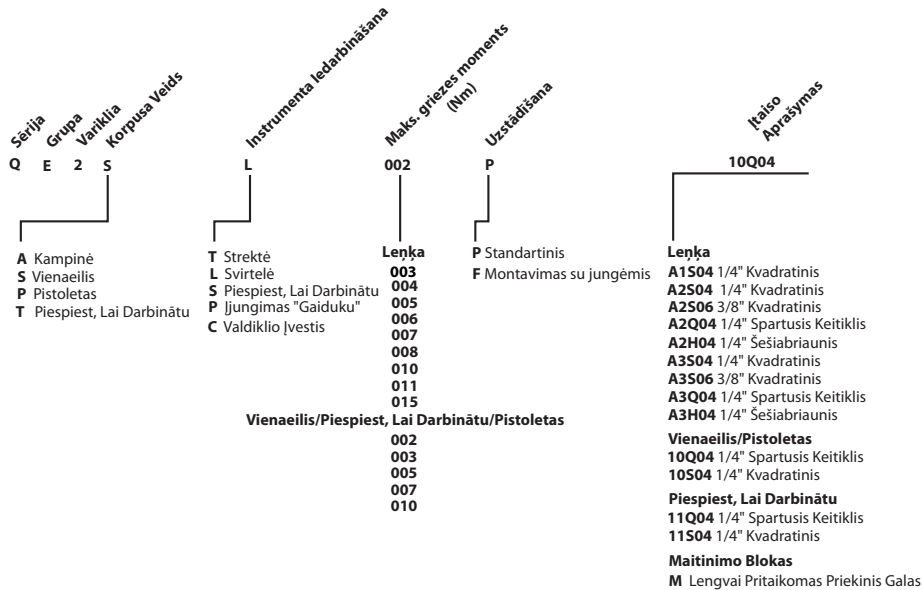 Sērija
Grupa
Variklia
Korpusa Veids
Instrumenta Iedarbināšana
Maks. griezes moments
(Nm)
Uzstādīšana
Įtaiso
Aprašymas
Q E 2 S L 002 P 10Q04
A Kampinė
S Vienaeilis
P Pistoletas
T Piespiest, Lai Darbinātu
T Strektė
L Svirtelė
S Piespiest, Lai Darbinātu
P Įjungimas "Gaiduku"
C Valdiklio Įvestis
Leņķa
003
004
005
006
007
008
010
011
015
Vienaeilis/Piespiest, Lai Darbinātu/Pistoletas
002
003
005
007
010
P Standartinis
F Montavimas su jungėmis
Leņķa
A1S04 1/4" Kvadratinis
A2S04 1/4" Kvadratinis
A2S06 3/8" Kvadratinis
A2Q04 1/4" Spartusis Keitiklis
A2H04 1/4" Šešiabriaunis
A3S04 1/4" Kvadratinis
A3S06 3/8" Kvadratinis
A3Q04 1/4" Spartusis Keitiklis
A3H04 1/4" Šešiabriaunis
Vienaeilis/Pistoletas
10Q04 1/4" Spartusis Keitiklis
10S04 1/4" Kvadratinis
Piespiest, Lai Darbinātu
11Q04 1/4" Spartusis Keitiklis
11S04 1/4" Kvadratinis
Maitinimo Blokas
M Lengvai Pritaikomas Priekinis Galas